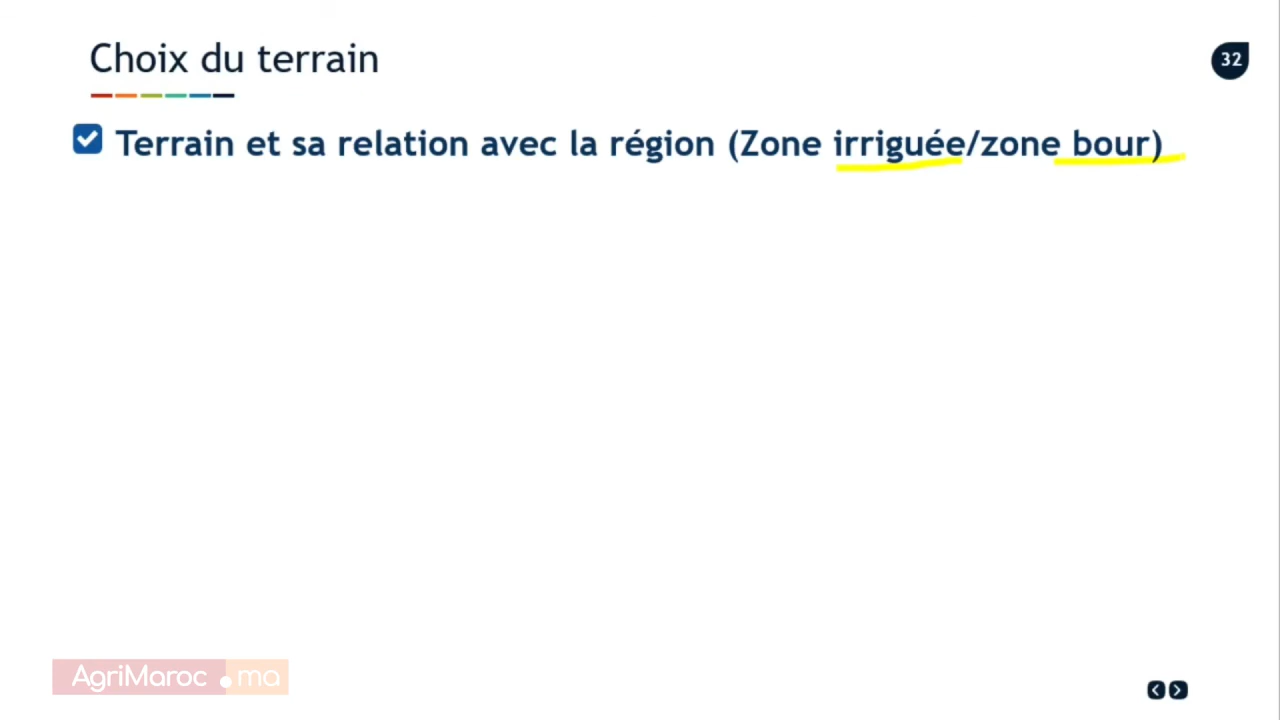 Choix du terrain
32
Terrain et sa relation avec la région (Zone irriguée/zone bour)
AgriMaroc.ma